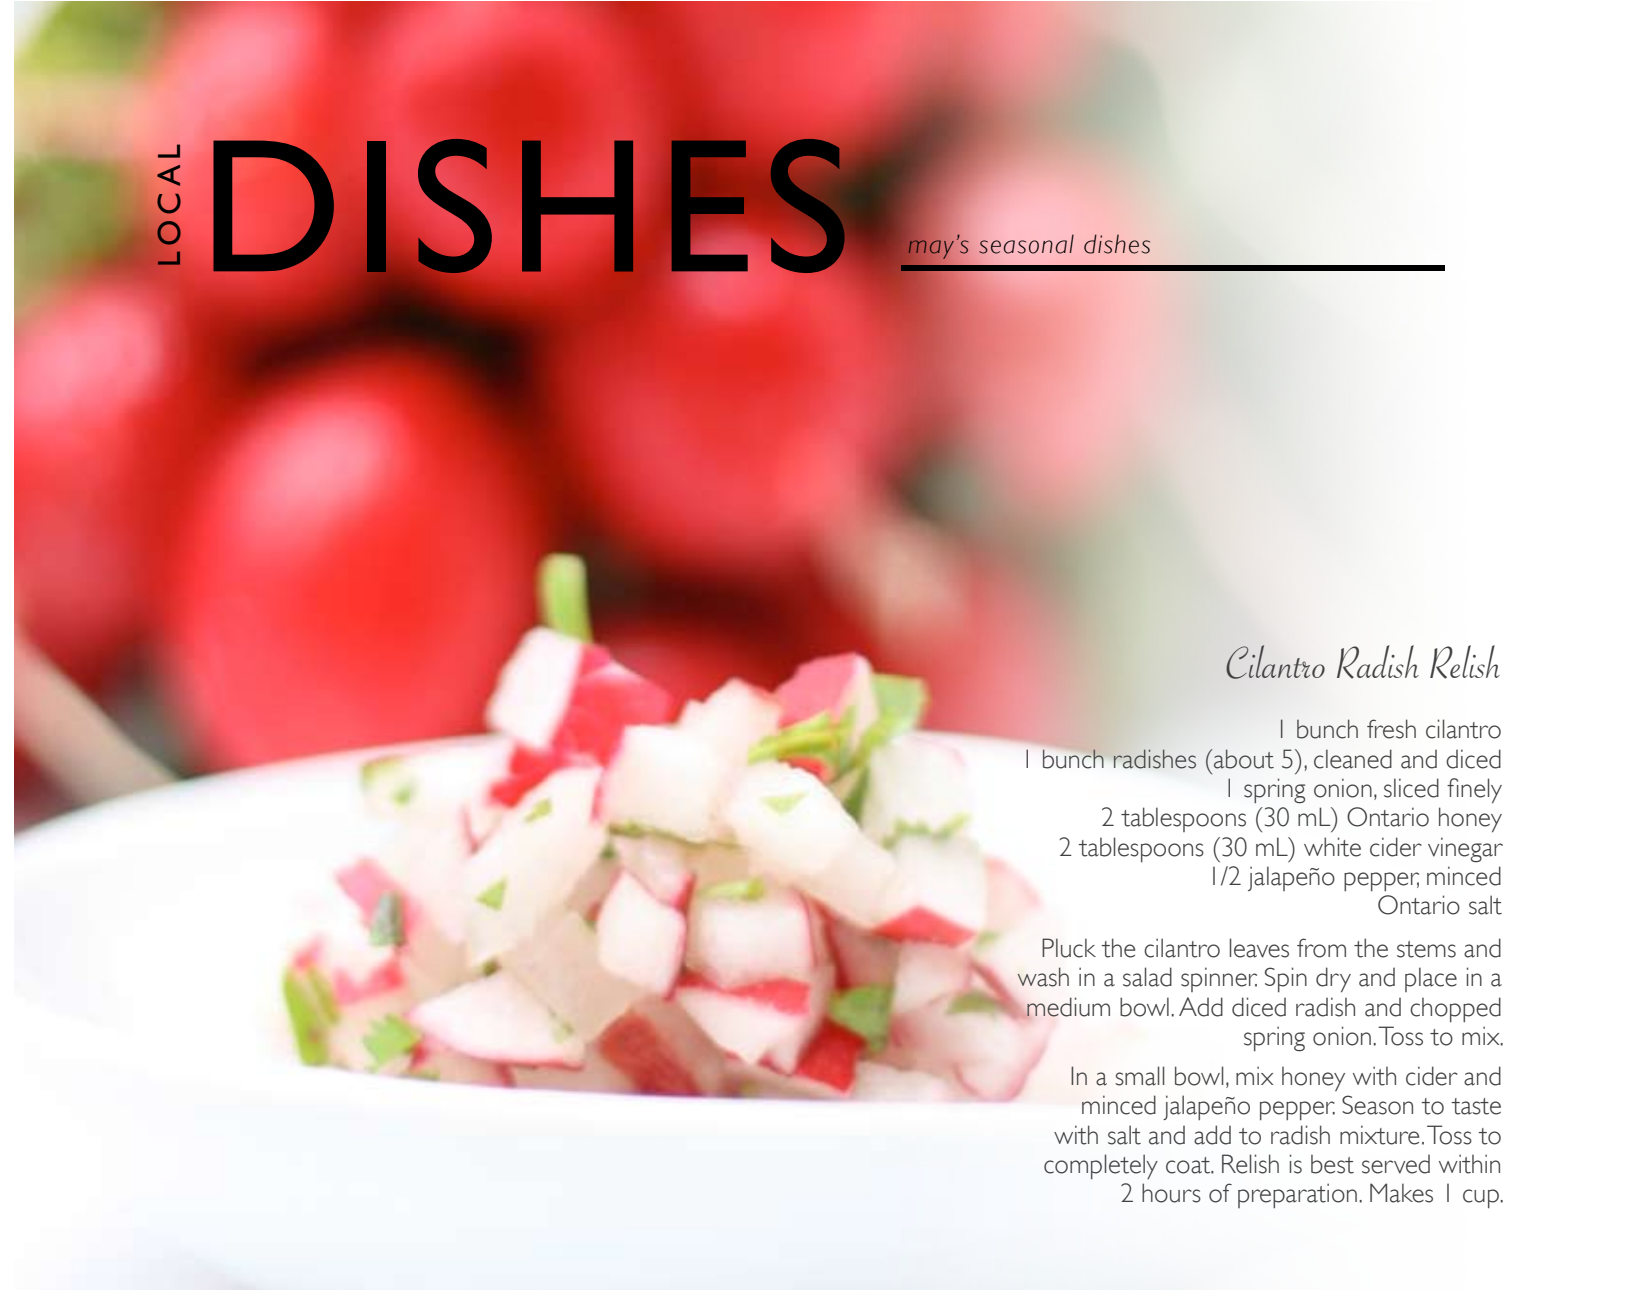 LOCAL
DISHES
may's seasonal dishes
Cilantro Radish Relish
1 bunch fresh cilantro
1 bunch radishes (about 5), cleaned and diced
1 spring onion, sliced finely
2 tablespoons (30 mL) Ontario honey
2 tablespoons (30 mL) white cider vinegar
1/2 jalapeño pepper, minced
Ontario salt
Pluck the cilantro leaves from the stems and
wash in a salad spinner. Spin dry and place in a
medium bowl. Add diced radish and chopped
spring onion. Toss to mix.
In a small bowl, mix honey with cider and
minced jalapeño pepper. Season to taste
with salt and add to radish mixture. Toss to
completely coat. Relish is best served within
2 hours of preparation. Makes 1 cup.